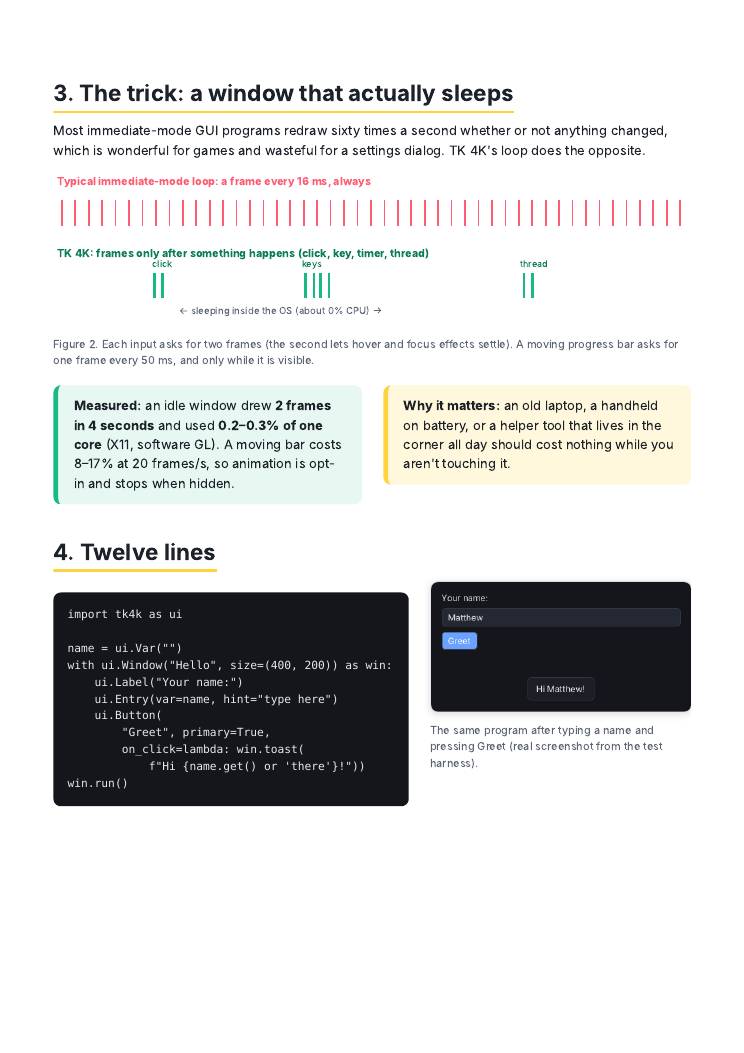 3. The trick: a window that actually sleeps
Most immediate-mode GUI programs redraw sixty times a second whether or not anything changed,
which is wonderful for games and wasteful for a settings dialog. TK 4K's loop does the opposite.
Typical immediate-mode loop: a frame every 16 ms, always
TK 4K: frames only after something happens (click, key, timer, thread)
click keys thread
← sleeping inside the OS (about 0% CPU) →
Figure 2. Each input asks for two frames (the second lets hover and focus effects settle). A moving progress bar asks for
one frame every 50 ms, and only while it is visible.
Measured: an idle window drew 2 frames
in 4 seconds and used 0.2–0.3% of one
core (X11, software GL). A moving bar costs
8–17% at 20 frames/s, so animation is opt-
in and stops when hidden.
Why it matters: an old laptop, a handheld
on battery, or a helper tool that lives in the
corner all day should cost nothing while you
aren't touching it.
4. Twelve lines
import tk4k as ui
name = ui.Var("")
with ui.Window("Hello", size=(400, 200)) as win:
    ui.Label("Your name:")
    ui.Entry(var=name, hint="type here")
    ui.Button(
        "Greet", primary=True,
        on_click=lambda: win.toast(
            f"Hi {name.get() or 'there'}!"))
win.run()
Your name:
Matthew
Greet
Hi Matthew!
The same program after typing a name and
pressing Greet (real screenshot from the test
harness).